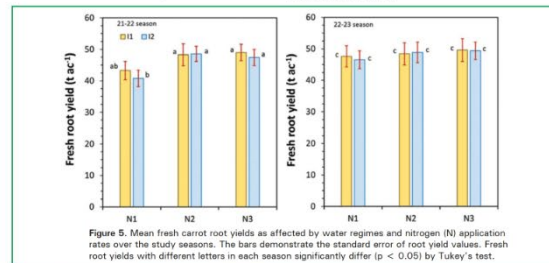 21-22 season
I1 I2
Fresh root yield (t ac⁻¹)
60
50
40
30
20
10
0
ab
b
a
a
a
a
N1 N2 N3
22-23 season
Fresh root yield (t ac⁻¹)
60
50
40
30
20
10
0
c
c
c
c
c
c
N1 N2 N3
Figure 5. Mean fresh carrot root yields as affected by water regimes and nitrogen (N) application
rates over the study seasons. The bars demonstrate the standard error of root yield values. Fresh
root yields with different letters in each season significantly differ (p < 0.05) by Tukey's test.